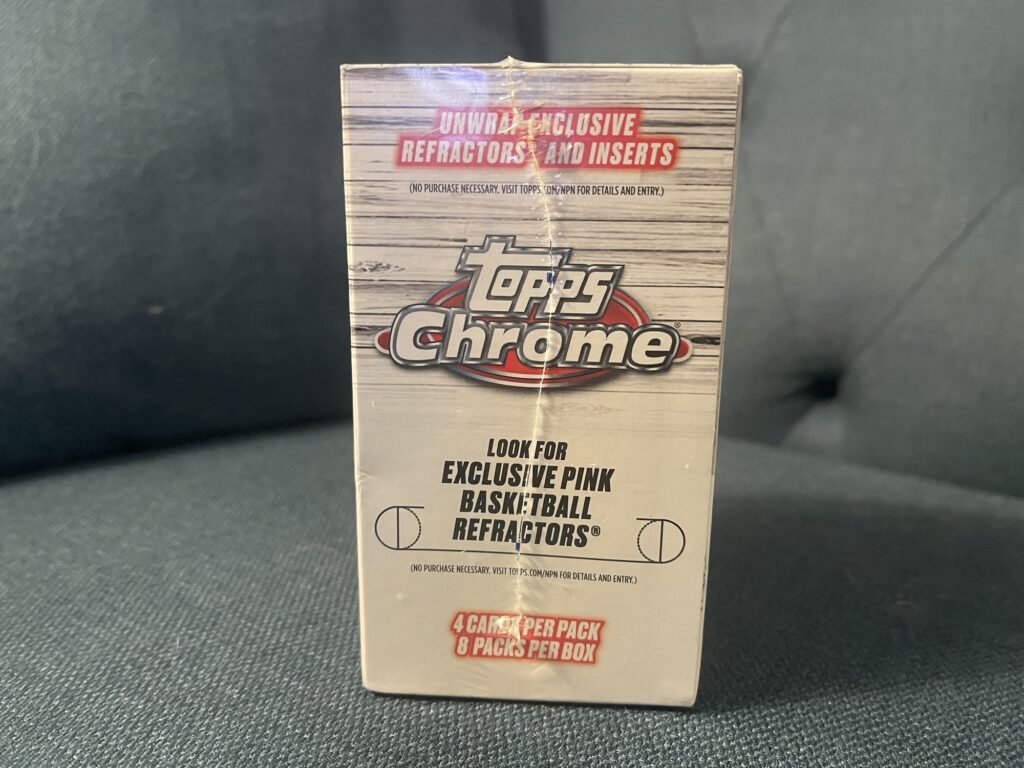 UNWRAP EXCLUSIVE
REFRACTORS® AND INSERTS
(NO PURCHASE NECESSARY. VISIT TOPPS.COM/NPN FOR DETAILS AND ENTRY.)
topps
Chrome®
LOOK FOR
EXCLUSIVE PINK
BASKETBALL
REFRACTORS®
(NO PURCHASE NECESSARY. VISIT TOPPS.COM/NPN FOR DETAILS AND ENTRY.)
4 CARDS PER PACK
8 PACKS PER BOX